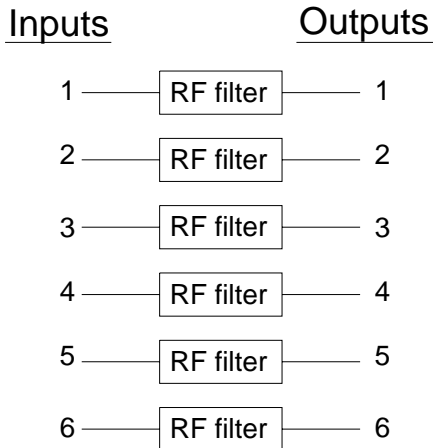 Inputs Outputs
1 RF filter 1
2 RF filter 2
3 RF filter 3
4 RF filter 4
5 RF filter 5
6 RF filter 6